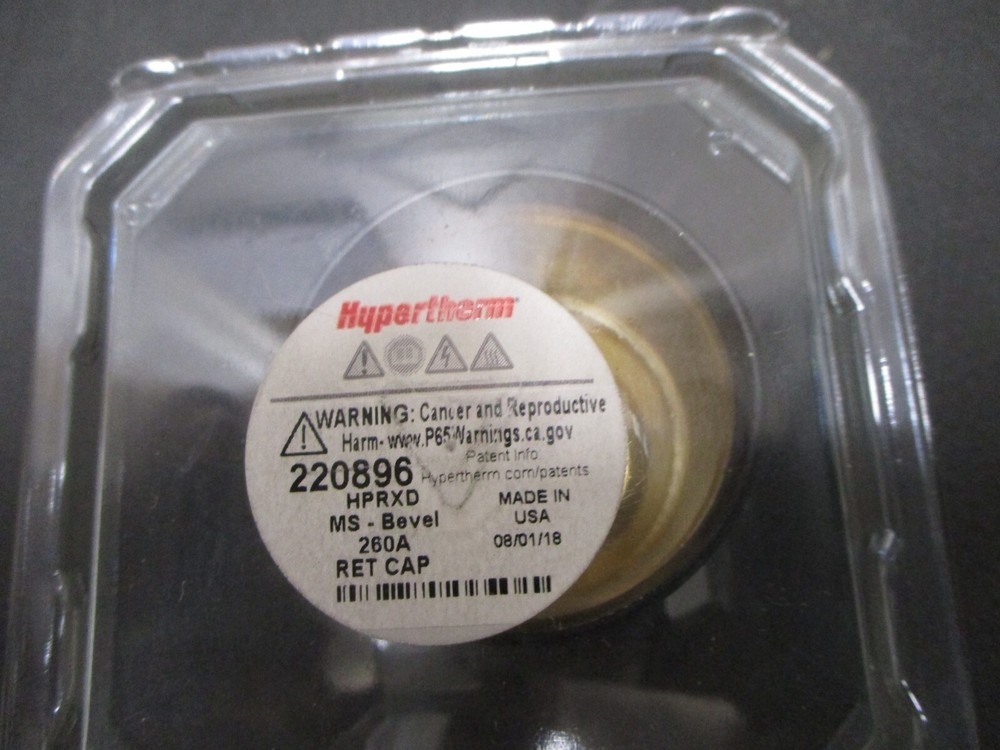 Hypertherm
WARNING: Cancer and Reproductive
Harm- www.P65Warnings.ca.gov
Patent Info
Hypertherm com/patents
220896
HPRXD
MS - Bevel
260A
RET CAP
MADE IN
USA
08/01/18